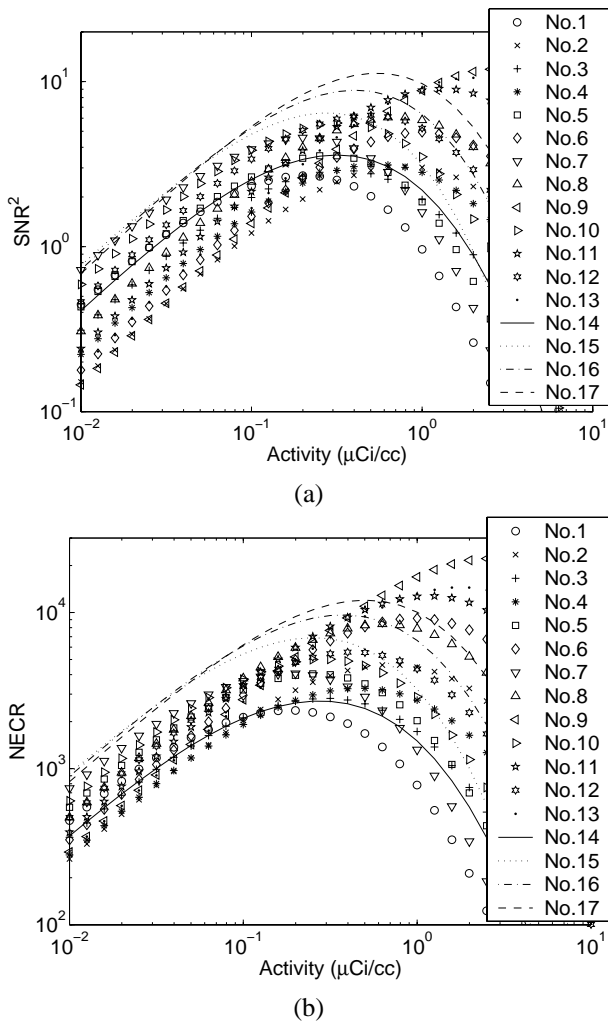 SNR²
10¹
10⁰
10⁻¹
10⁻²
10⁻¹
10⁰
10¹
Activity (μCi/cc)
No.1
No.2
No.3
No.4
No.5
No.6
No.7
No.8
No.9
No.10
No.11
No.12
No.13
No.14
No.15
No.16
No.17
(a)
NECR
10⁴
10³
10²
10⁻²
10⁻¹
10⁰
10¹
Activity (μCi/cc)
No.1
No.2
No.3
No.4
No.5
No.6
No.7
No.8
No.9
No.10
No.11
No.12
No.13
No.14
No.15
No.16
No.17
(b)